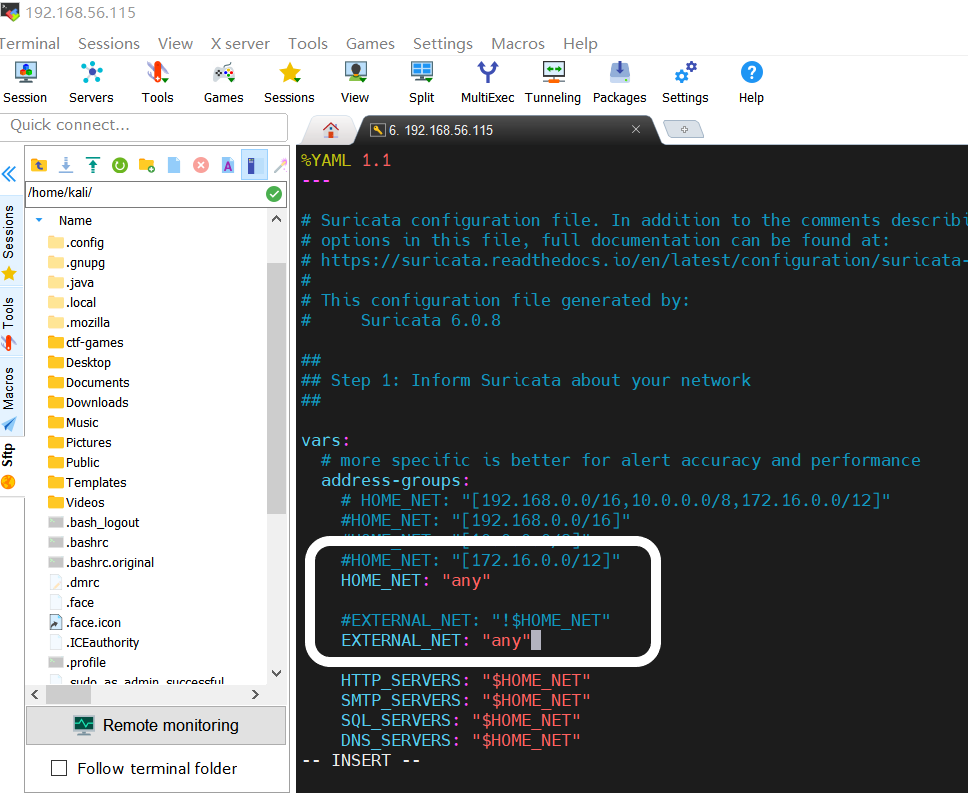 192.168.56.115
Terminal Sessions View X server Tools Games Settings Macros Help
Session Servers Tools Games Sessions View Split MultiExec Tunneling Packages Settings Help
Quick connect...
6. 192.168.56.115
/home/kali/
Name
.config
.gnupg
.java
.local
.mozilla
ctf-games
Desktop
Documents
Downloads
Music
Pictures
Public
Templates
Videos
.bash_logout
.bashrc
.bashrc.original
.dmrc
.face
.face.icon
.ICEauthority
.profile
.sudo_as_admin_successful
Sessions
Tools
Macros
Sftp
Remote monitoring
Follow terminal folder
%YAML 1.1
---
# Suricata configuration file. In addition to the comments describi
# options in this file, full documentation can be found at:
# https://suricata.readthedocs.io/en/latest/configuration/suricata-
#
# This configuration file generated by:
#     Suricata 6.0.8
##
## Step 1: Inform Suricata about your network
##
vars:
  # more specific is better for alert accuracy and performance
  address-groups:
    # HOME_NET: "[192.168.0.0/16,10.0.0.0/8,172.16.0.0/12]"
    #HOME_NET: "[192.168.0.0/16]"
    #HOME_NET: "[10.0.0.0/8]"
    #HOME_NET: "[172.16.0.0/12]"
    HOME_NET: "any"
    #EXTERNAL_NET: "!$HOME_NET"
    EXTERNAL_NET: "any"
    HTTP_SERVERS: "$HOME_NET"
    SMTP_SERVERS: "$HOME_NET"
    SQL_SERVERS: "$HOME_NET"
    DNS_SERVERS: "$HOME_NET"
-- INSERT --